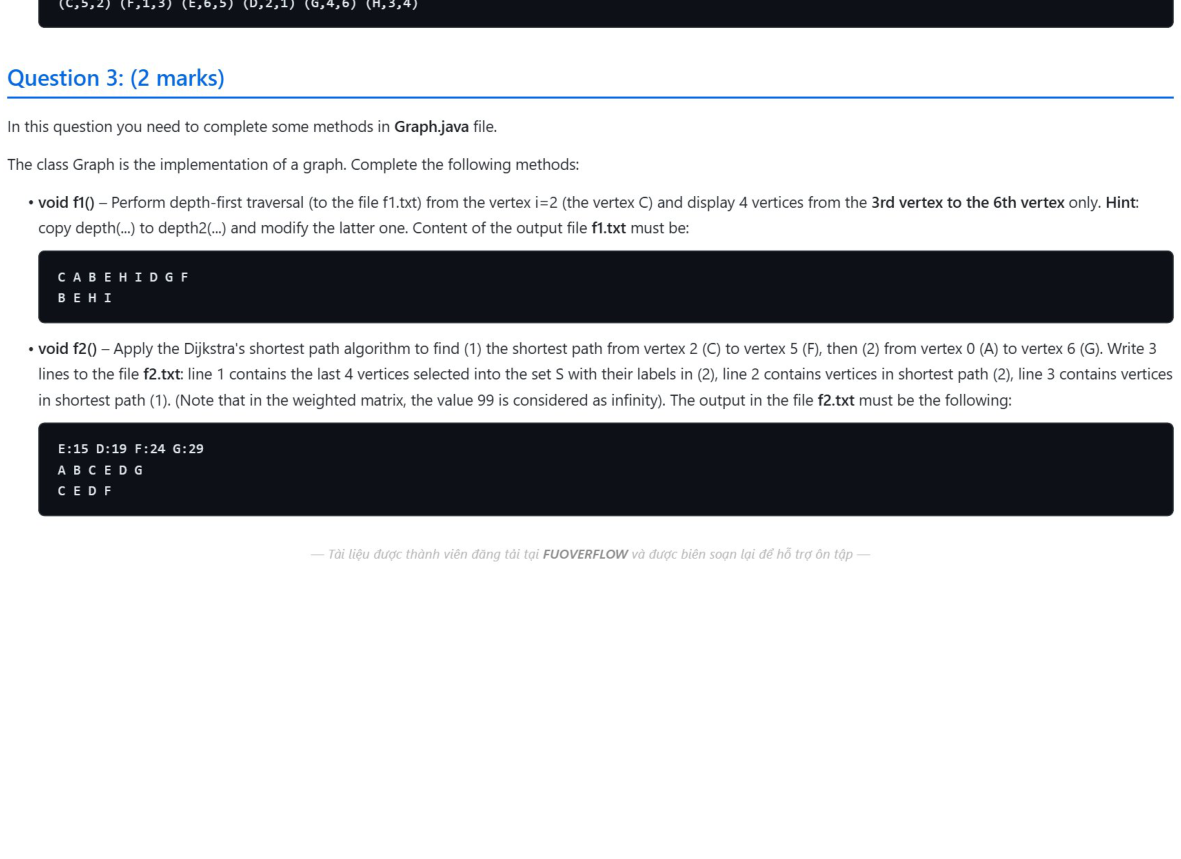 (C,5,2) (F,1,3) (E,6,5) (D,2,1) (G,4,6) (H,3,4)
Question 3: (2 marks)
In this question you need to complete some methods in Graph.java file.
The class Graph is the implementation of a graph. Complete the following methods:
• void f1() – Perform depth-first traversal (to the file f1.txt) from the vertex i=2 (the vertex C) and display 4 vertices from the 3rd vertex to the 6th vertex only. Hint:
copy depth(...) to depth2(...) and modify the latter one. Content of the output file f1.txt must be:
C A B E H I D G F
B E H I
• void f2() – Apply the Dijkstra's shortest path algorithm to find (1) the shortest path from vertex 2 (C) to vertex 5 (F), then (2) from vertex 0 (A) to vertex 6 (G). Write 3
lines to the file f2.txt: line 1 contains the last 4 vertices selected into the set S with their labels in (2), line 2 contains vertices in shortest path (2), line 3 contains vertices
in shortest path (1). (Note that in the weighted matrix, the value 99 is considered as infinity). The output in the file f2.txt must be the following:
E:15 D:19 F:24 G:29
A B C E D G
C E D F
— Tài liệu được thành viên đăng tải tại FUOVERFLOW và được biên soạn lại để hỗ trợ ôn tập —